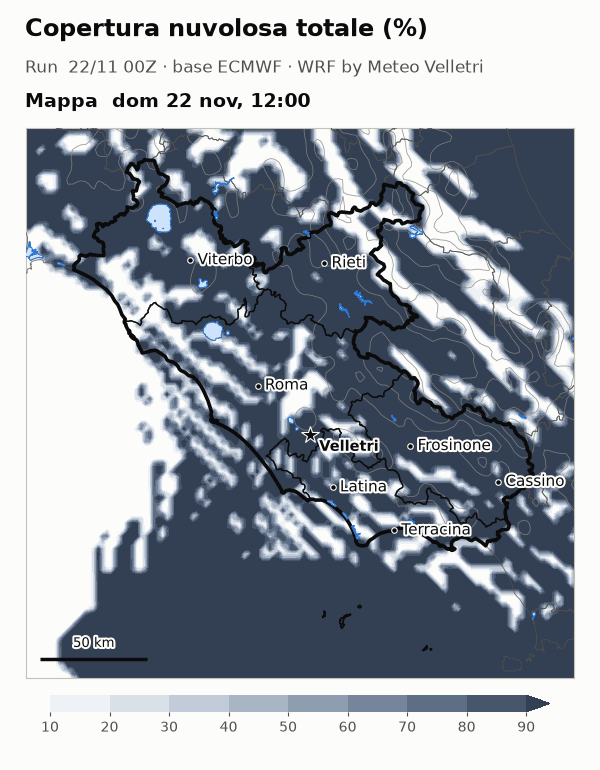 Copertura nuvolosa totale (%)
Run  22/11 00Z · base ECMWF · WRF by Meteo Velletri
Mappa  dom 22 nov, 12:00
Viterbo
Rieti
Roma
Velletri
Frosinone
Cassino
Latina
Terracina
50 km
10 20 30 40 50 60 70 80 90